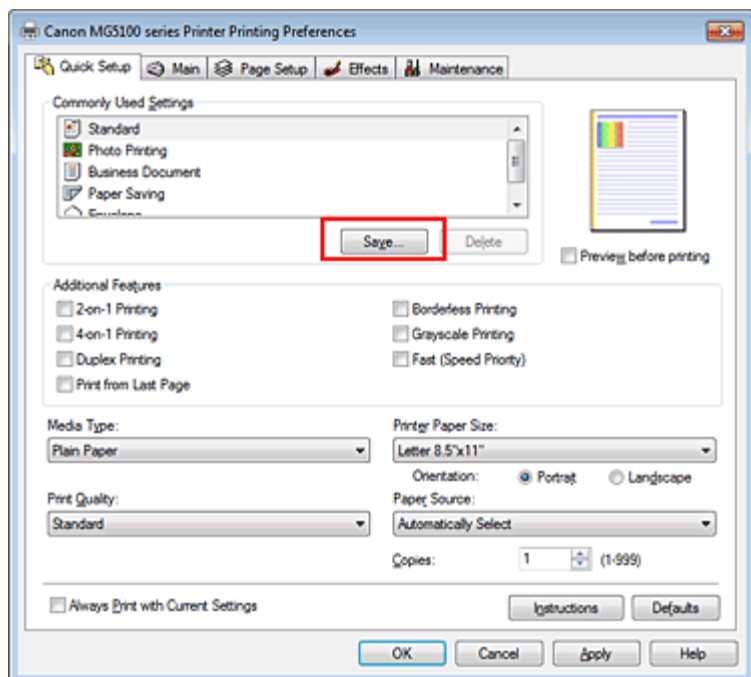 Canon MG5100 series Printer Printing Preferences
Quick Setup Main Page Setup Effects Maintenance
Commonly Used Settings
Standard
Photo Printing
Business Document
Paper Saving
Envelope
Save... Delete
Preview before printing
Additional Features
2-on-1 Printing
4-on-1 Printing
Duplex Printing
Print from Last Page
Borderless Printing
Grayscale Printing
Fast (Speed Priority)
Media Type:
Plain Paper
Printer Paper Size:
Letter 8.5"x11"
Orientation: Portrait Landscape
Print Quality:
Standard
Paper Source:
Automatically Select
Copies: 1 (1-999)
Always Print with Current Settings
Instructions Defaults
OK Cancel Apply Help